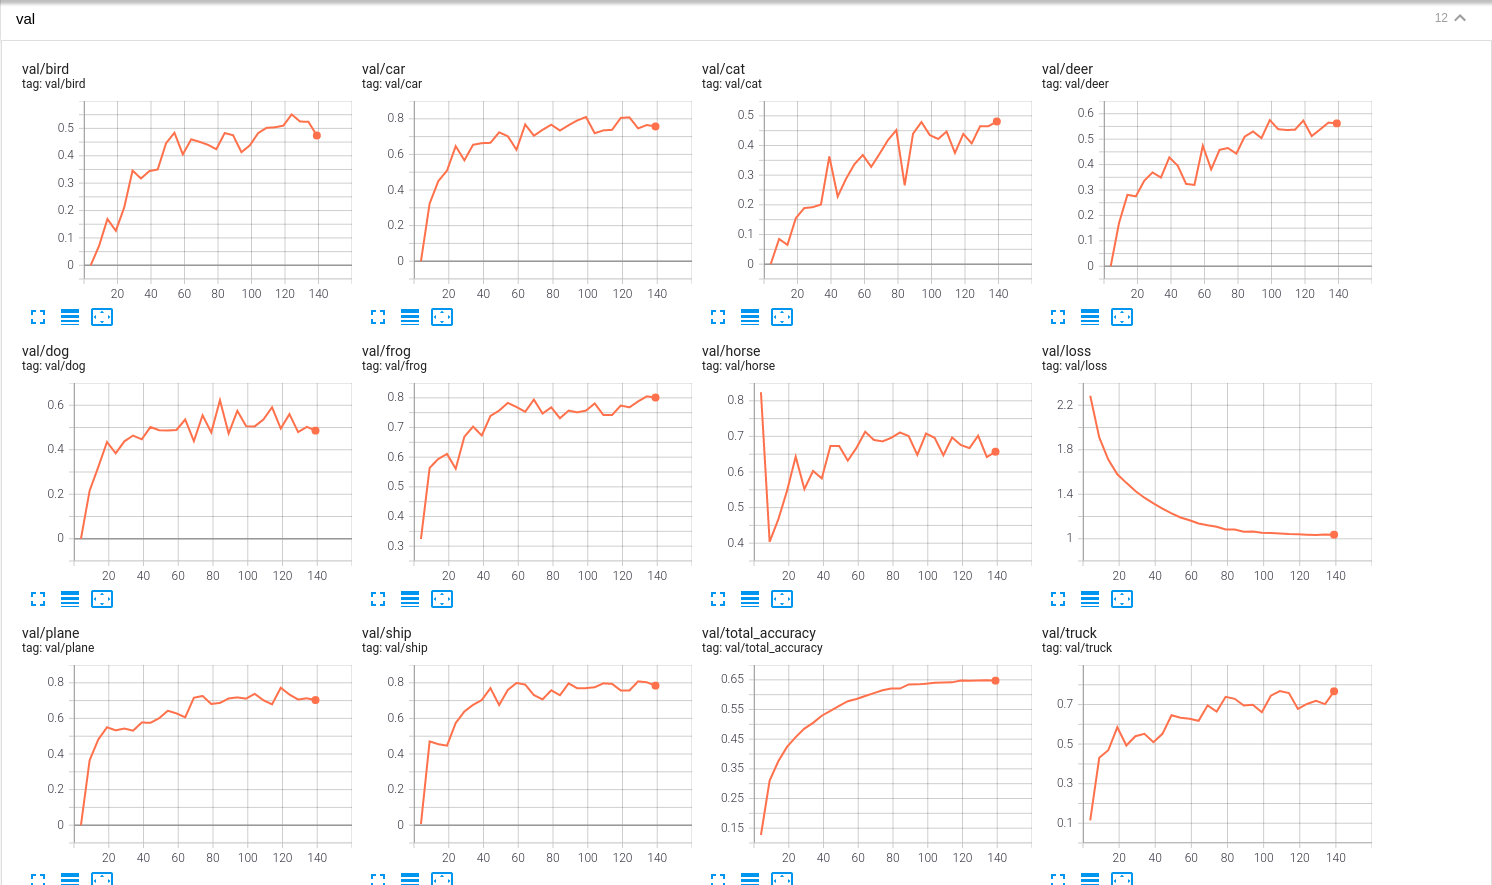 val 12
val/bird
tag: val/bird
0.5
0.4
0.3
0.2
0.1
0
20 40 60 80 100 120 140
val/car
tag: val/car
0.8
0.6
0.4
0.2
0
20 40 60 80 100 120 140
val/cat
tag: val/cat
0.5
0.4
0.3
0.2
0.1
0
20 40 60 80 100 120 140
val/deer
tag: val/deer
0.6
0.5
0.4
0.3
0.2
0.1
0
20 40 60 80 100 120 140
val/dog
tag: val/dog
0.6
0.4
0.2
0
20 40 60 80 100 120 140
val/frog
tag: val/frog
0.8
0.7
0.6
0.5
0.4
0.3
20 40 60 80 100 120 140
val/horse
tag: val/horse
0.8
0.7
0.6
0.5
0.4
20 40 60 80 100 120 140
val/loss
tag: val/loss
2.2
1.8
1.4
1
20 40 60 80 100 120 140
val/plane
tag: val/plane
0.8
0.6
0.4
0.2
0
20 40 60 80 100 120 140
val/ship
tag: val/ship
0.8
0.6
0.4
0.2
0
20 40 60 80 100 120 140
val/total_accuracy
tag: val/total_accuracy
0.65
0.55
0.45
0.35
0.25
0.15
20 40 60 80 100 120 140
val/truck
tag: val/truck
0.7
0.5
0.3
0.1
20 40 60 80 100 120 140